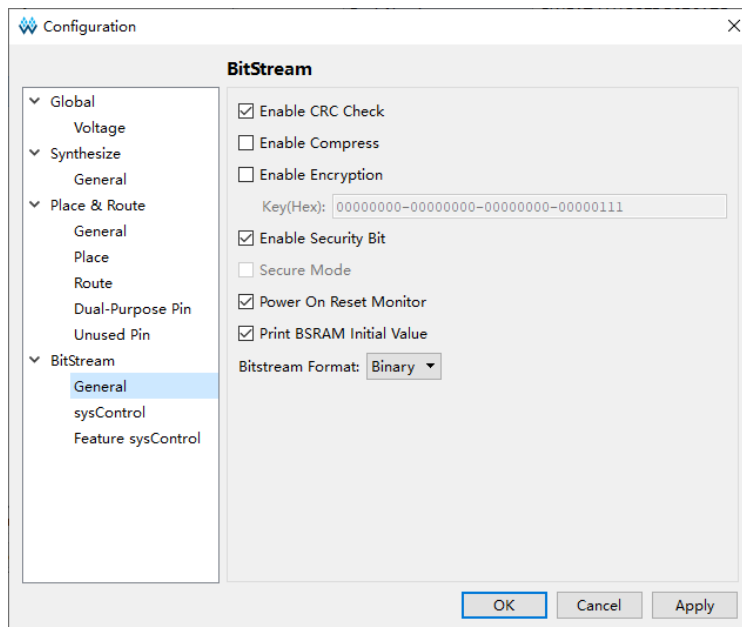 Configuration
BitStream
Global
Voltage
Synthesize
General
Place & Route
General
Place
Route
Dual-Purpose Pin
Unused Pin
BitStream
General
sysControl
Feature sysControl
Enable CRC Check
Enable Compress
Enable Encryption
Key(Hex): 00000000-00000000-00000000-00000111
Enable Security Bit
Secure Mode
Power On Reset Monitor
Print BSRAM Initial Value
Bitstream Format: Binary
OK Cancel Apply